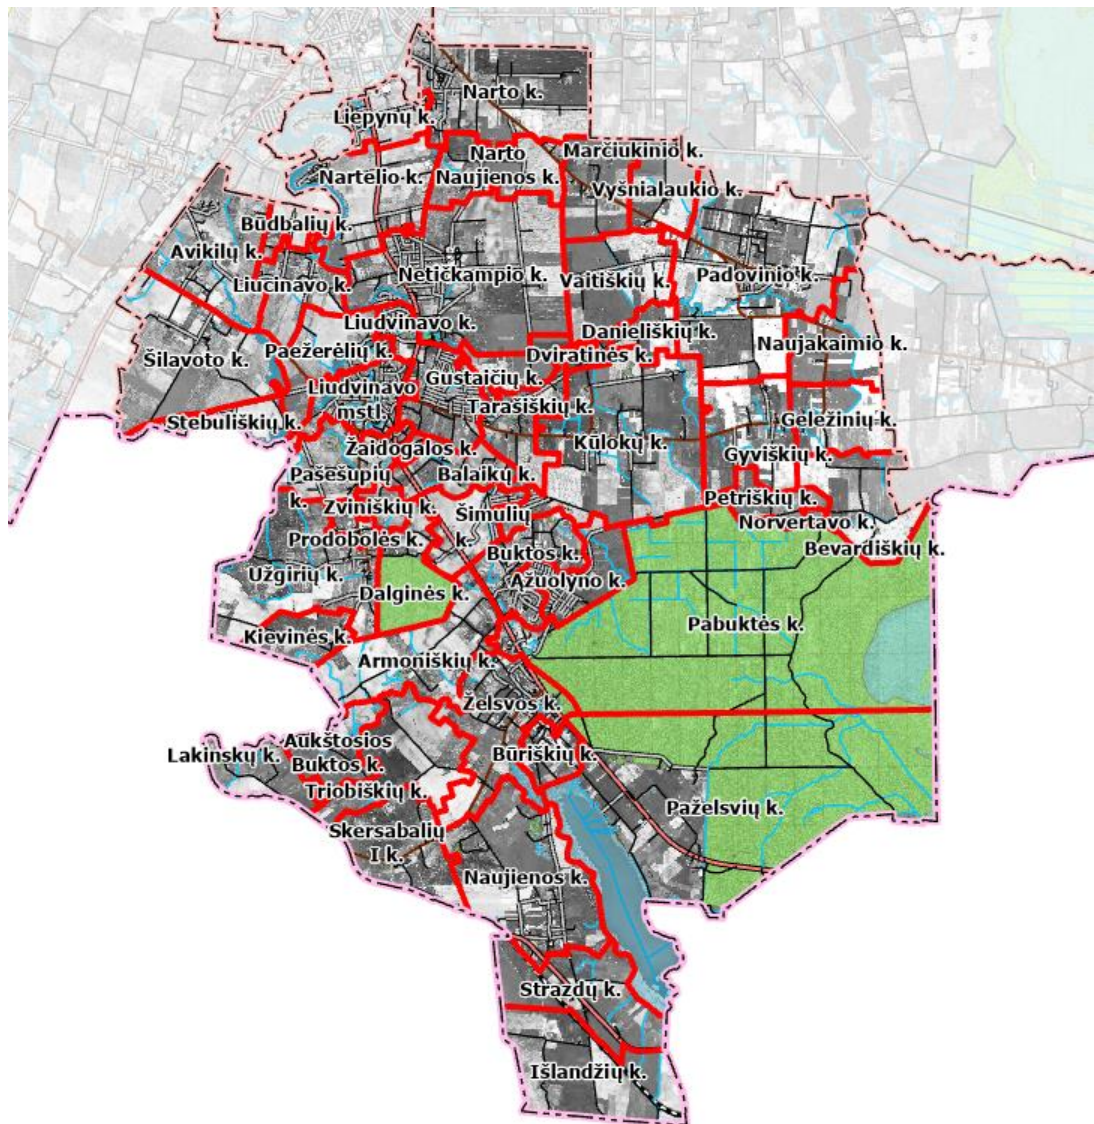 Narto k.
Liepynų k.
Narto
Naujienos k.
Marčiukinio k.
Nartelio k.
Vyšnialaukio k.
Būdbalių k.
Avikilų k.
Liucinavo k.
Netičkampio k.
Vaitiškių k.
Padovinio k.
Liudvinavo k.
Danieliškių k.
Naujakaimio k.
Šilavoto k.
Paežerėlių k.
Dviratinės k.
Gustaičių k.
Liudvinavo
mstl.
Tarašiškių k.
Stebuliškių k.
Geležinių k.
Kūlokų k.
Žaidogalos k.
Gyviškių k.
Pašešupių
k.
Balaikų k.
Zviniškių k.
Šimulių
k.
Petriškių k.
Norvertavo k.
Prodobolės k.
Bevardiškių k.
Buktos k.
Užgirių k.
Ažuolyno k.
Dalginės k.
Pabuktės k.
Kievinės k.
Armoniškių k.
Želsvos k.
Lakinskų k.
Aukštosios
Buktos k.
Būriškių k.
Triobiškių k.
Paželsvių k.
Skersabalių
I k.
Naujienos k.
Strazdų k.
Išlandžių k.